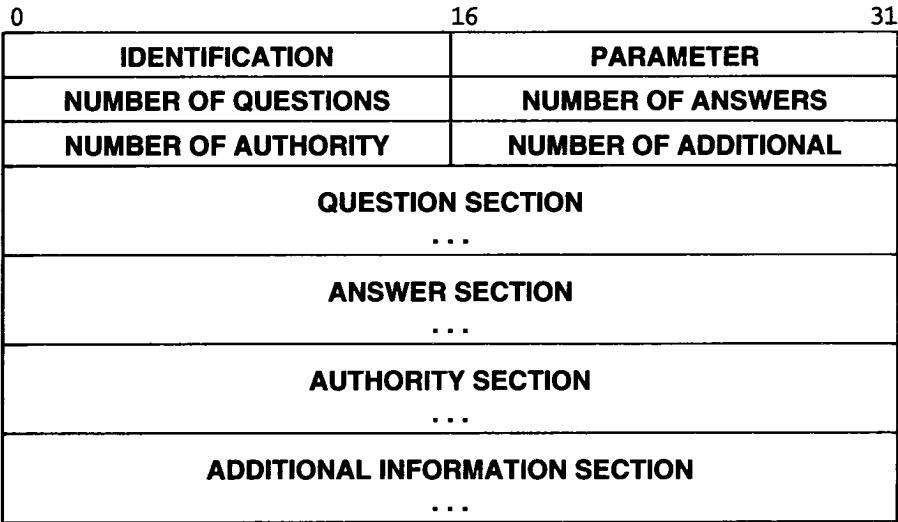 0 16 31
IDENTIFICATION PARAMETER
NUMBER OF QUESTIONS NUMBER OF ANSWERS
NUMBER OF AUTHORITY NUMBER OF ADDITIONAL
QUESTION SECTION
...
ANSWER SECTION
...
AUTHORITY SECTION
...
ADDITIONAL INFORMATION SECTION
...